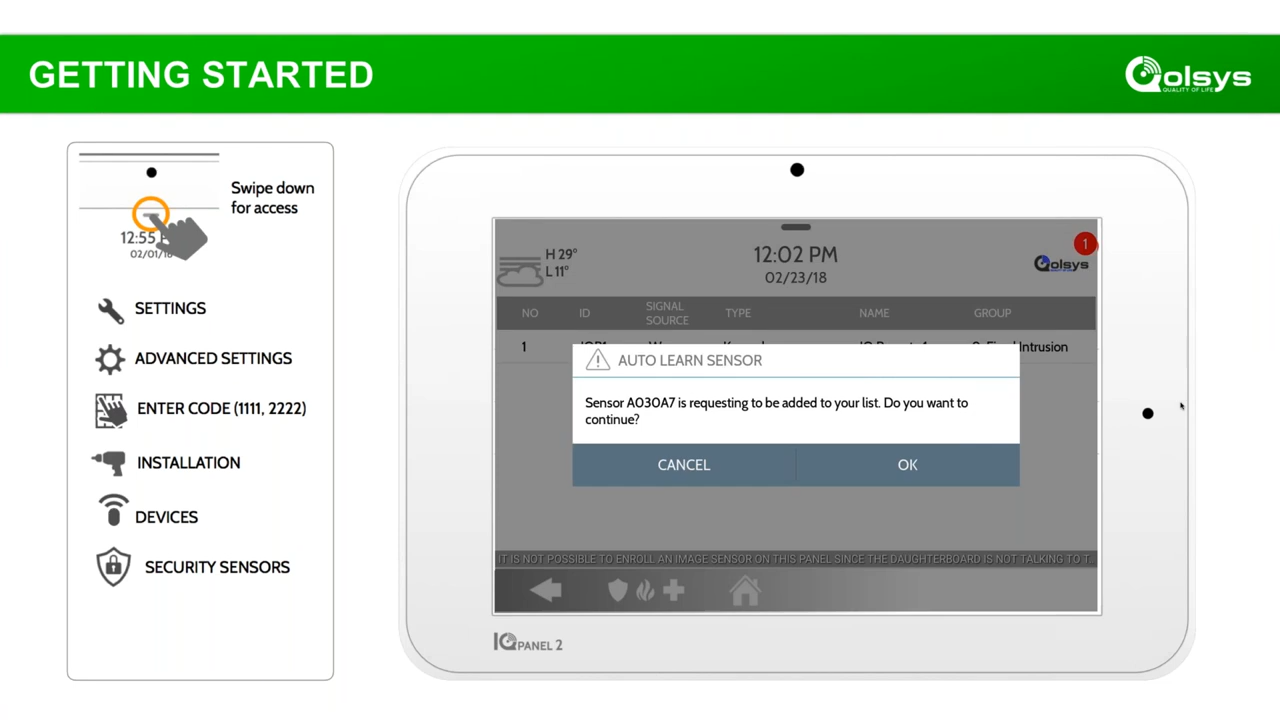 GETTING STARTED
Qolsys
QUALITY OF LIFE
Swipe down
for access
12:55
02/01/18
SETTINGS
ADVANCED SETTINGS
ENTER CODE (1111, 2222)
INSTALLATION
DEVICES
SECURITY SENSORS
H 29°
L 11°
12:02 PM
02/23/18
Qolsys
1
NO ID SIGNAL SOURCE TYPE NAME GROUP
1 Intrusion
AUTO LEARN SENSOR
Sensor A030A7 is requesting to be added to your list. Do you want to
continue?
CANCEL OK
IT IS NOT POSSIBLE TO ENROLL AN IMAGE SENSOR ON THIS PANEL SINCE THE DAUGHTERBOARD IS NOT TALKING TO T
IQ PANEL 2